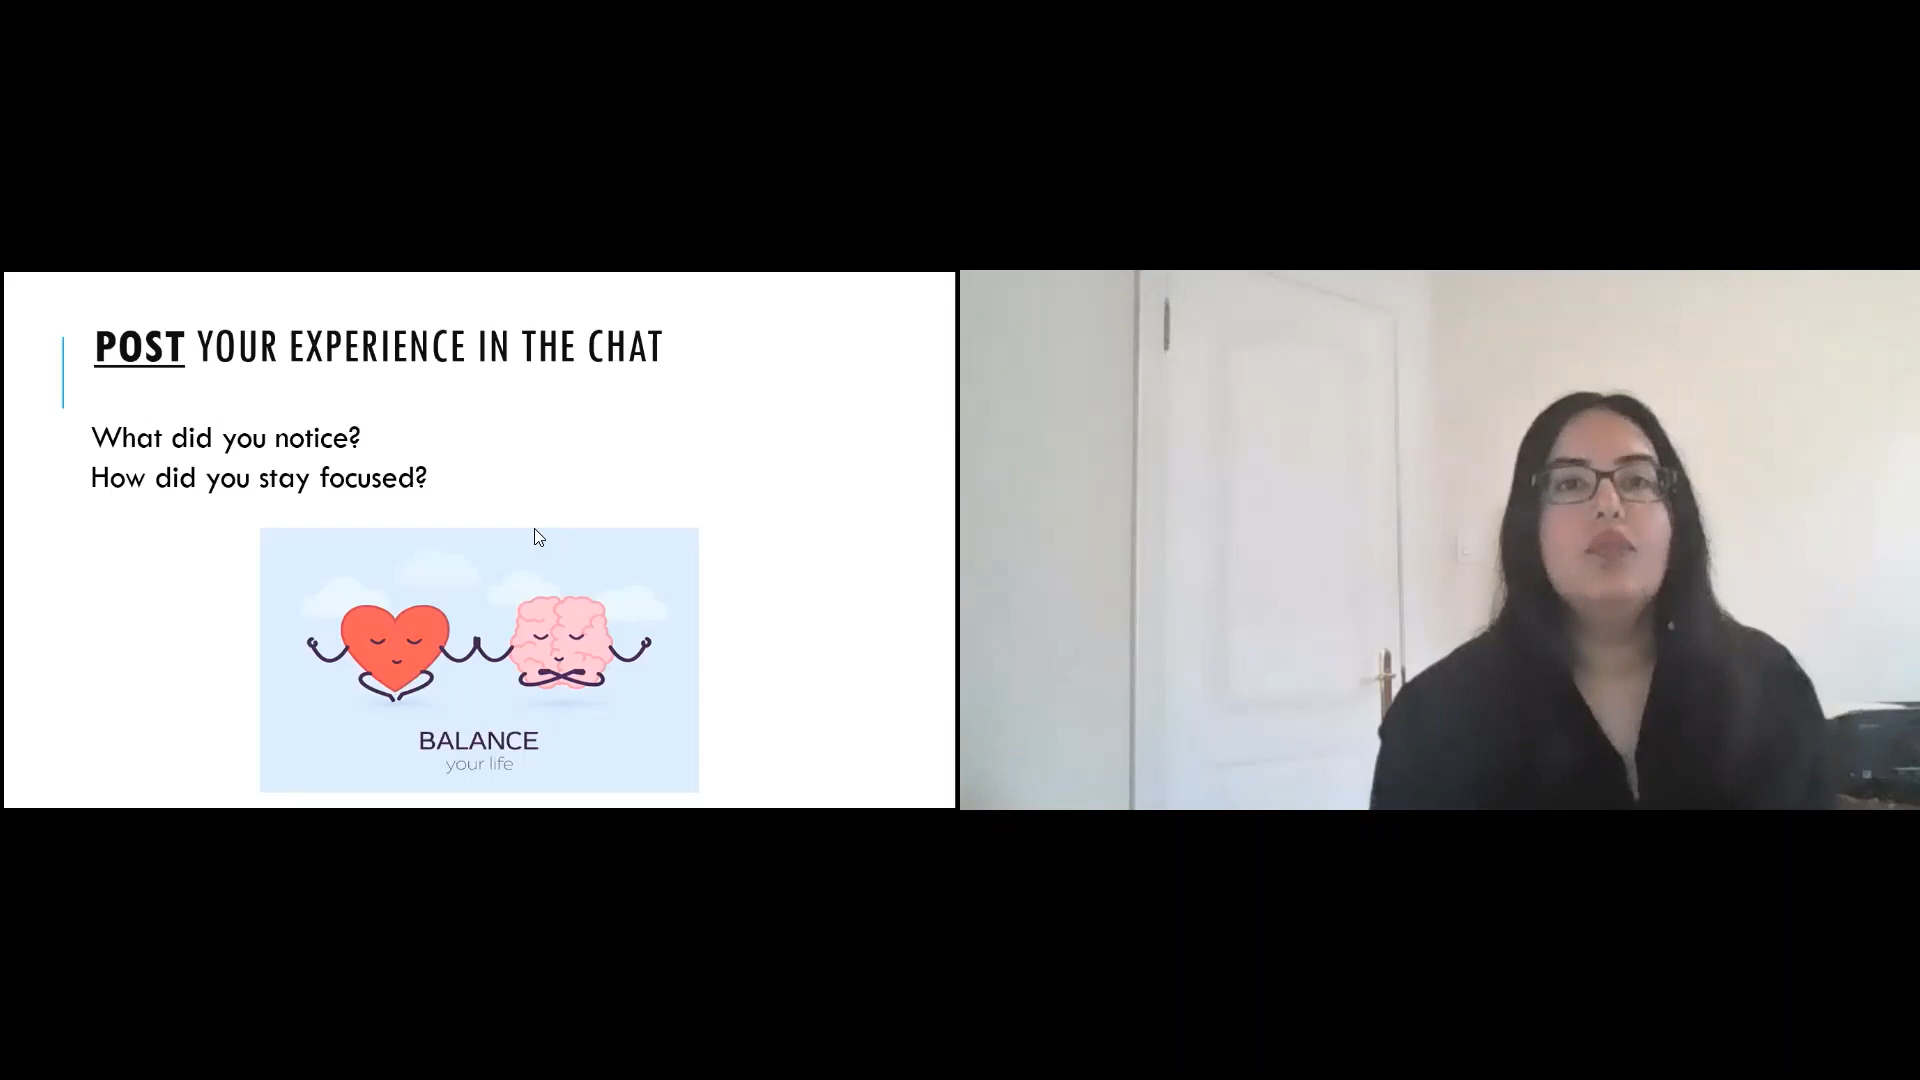 POST YOUR EXPERIENCE IN THE CHAT
What did you notice?
How did you stay focused?
BALANCE
your life